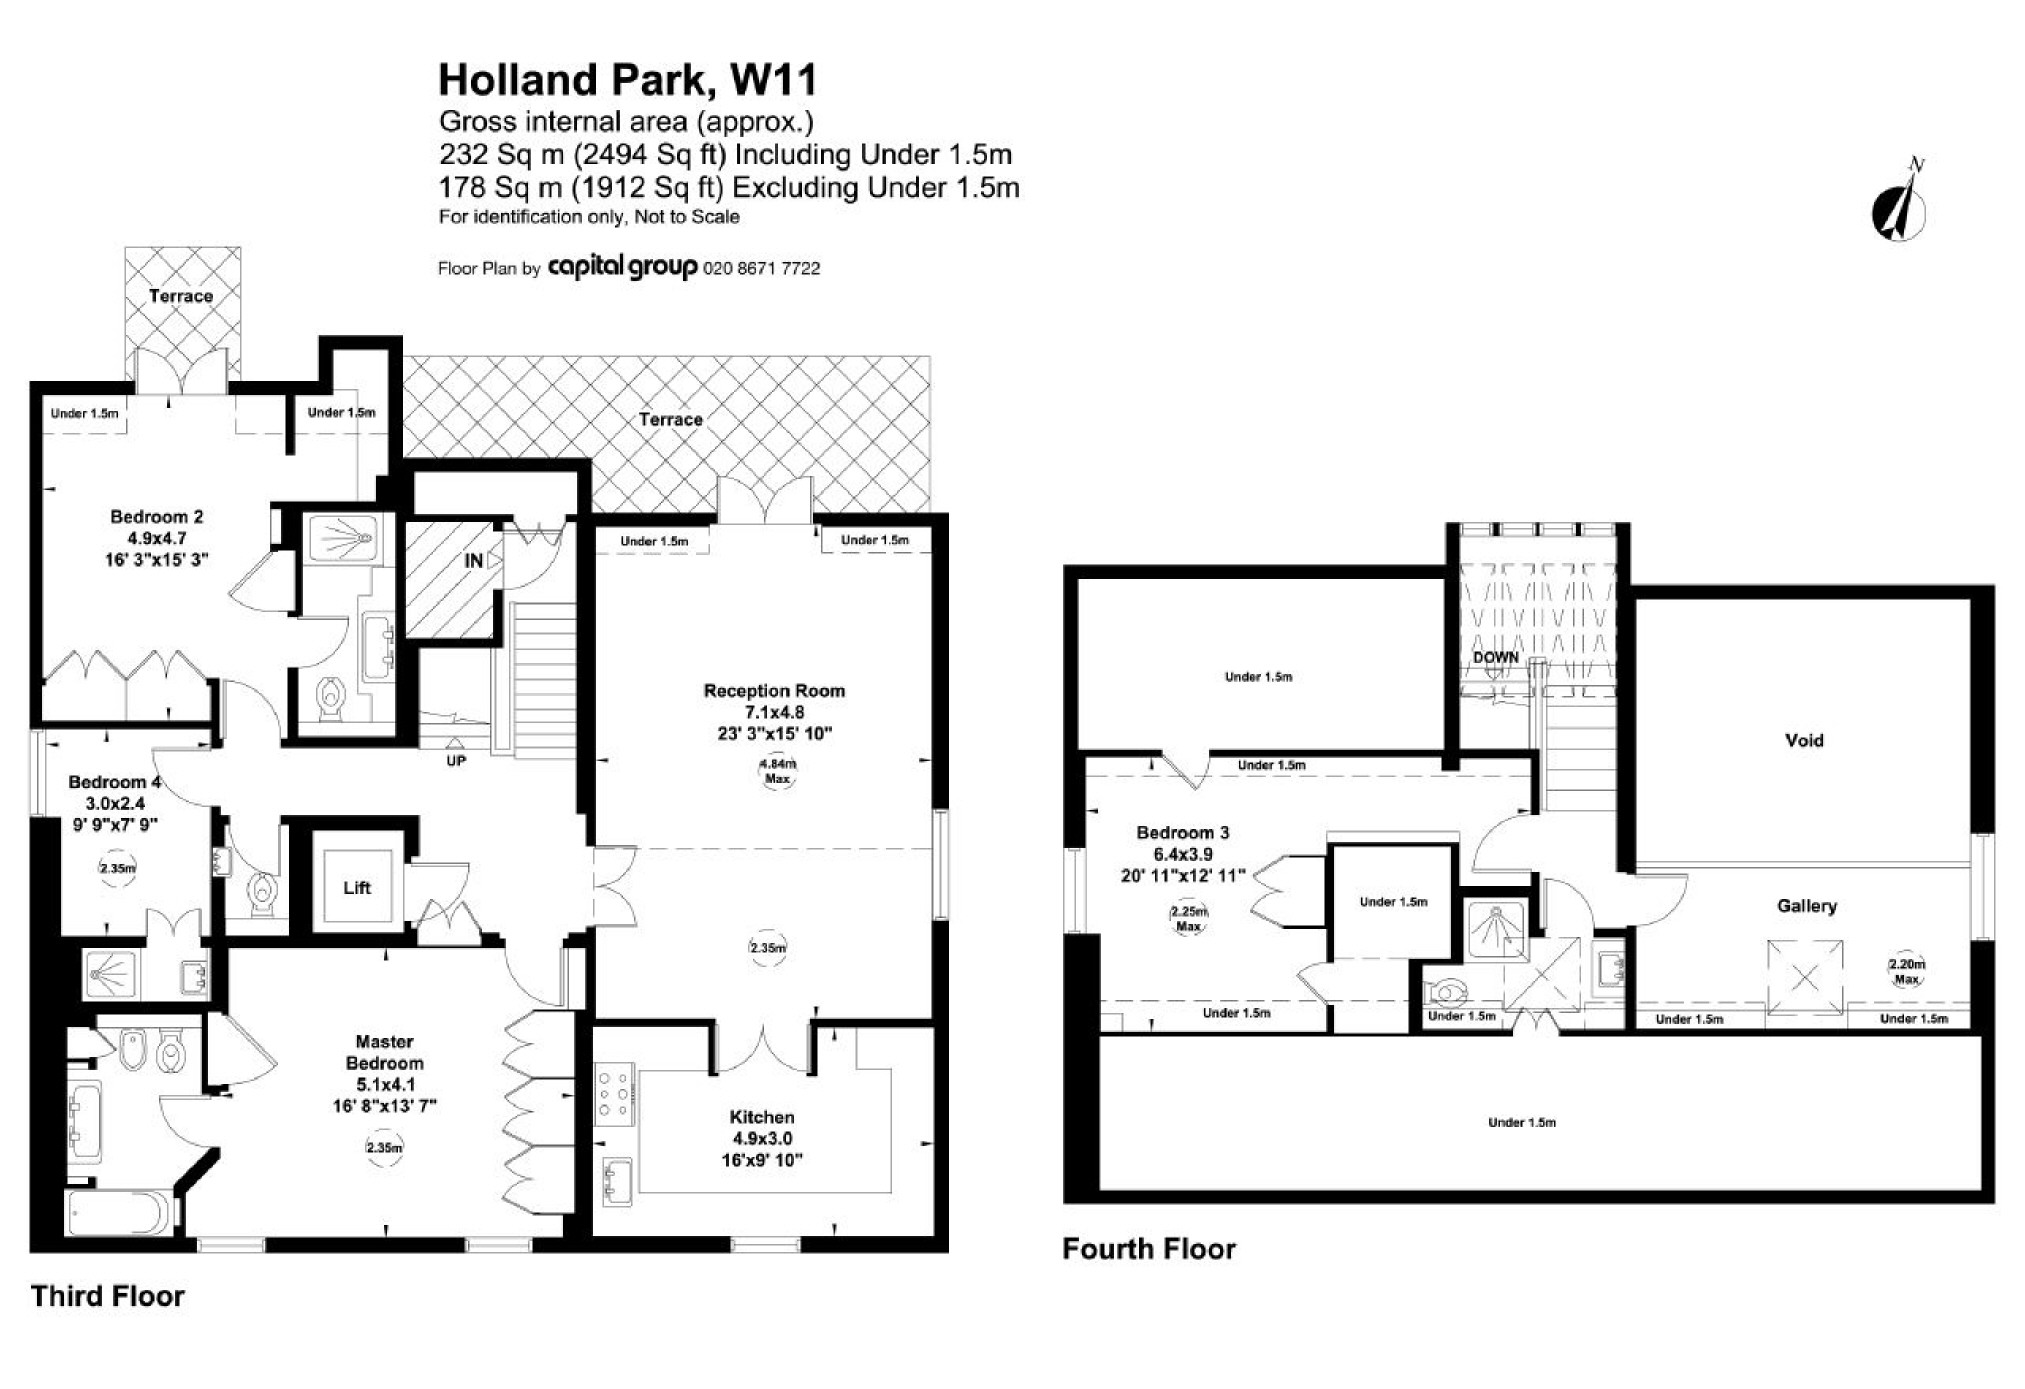 Holland Park, W11
Gross internal area (approx.)
232 Sq m (2494 Sq ft) Including Under 1.5m
178 Sq m (1912 Sq ft) Excluding Under 1.5m
For identification only, Not to Scale
Floor Plan by capital group 020 8671 7722
N
Terrace
Under 1.5m
Under 1.5m
Terrace
Bedroom 2
4.9x4.7
16' 3"x15' 3"
IN
Under 1.5m
Under 1.5m
UP
Reception Room
7.1x4.8
23' 3"x15' 10"
4.84m
Max
2.35m
Bedroom 4
3.0x2.4
9' 9"x7' 9"
2.35m
Lift
Master
Bedroom
5.1x4.1
16' 8"x13' 7"
2.35m
Kitchen
4.9x3.0
16'x9' 10"
Third Floor
Under 1.5m
DOWN
Void
Under 1.5m
Bedroom 3
6.4x3.9
20' 11"x12' 11"
2.25m
Max
Under 1.5m
Gallery
2.20m
Max
Under 1.5m
Under 1.5m
Under 1.5m
Under 1.5m
Under 1.5m
Fourth Floor